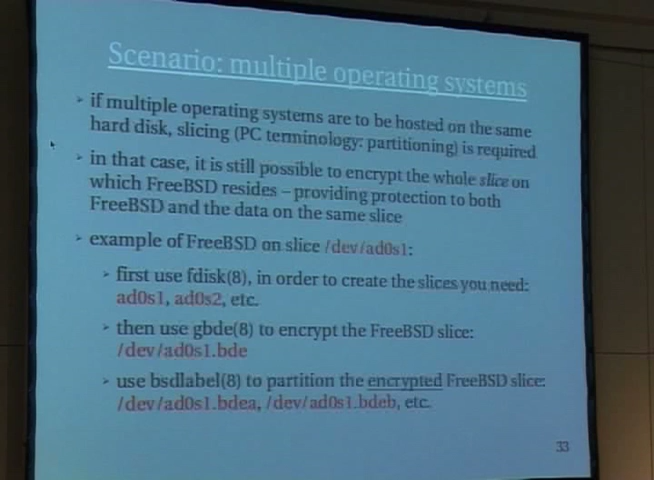 Scenario: multiple operating systems
➤ if multiple operating systems are to be hosted on the same
hard disk, slicing (PC terminology: partitioning) is required
➤ in that case, it is still possible to encrypt the whole slice on
which FreeBSD resides – providing protection to both
FreeBSD and the data on the same slice
➤ example of FreeBSD on slice /dev/ad0s1:
➤ first use fdisk(8), in order to create the slices you need:
ad0s1, ad0s2, etc.
➤ then use gbde(8) to encrypt the FreeBSD slice:
/dev/ad0s1.bde
➤ use bsdlabel(8) to partition the encrypted FreeBSD slice:
/dev/ad0s1.bdea, /dev/ad0s1.bdeb, etc.
33